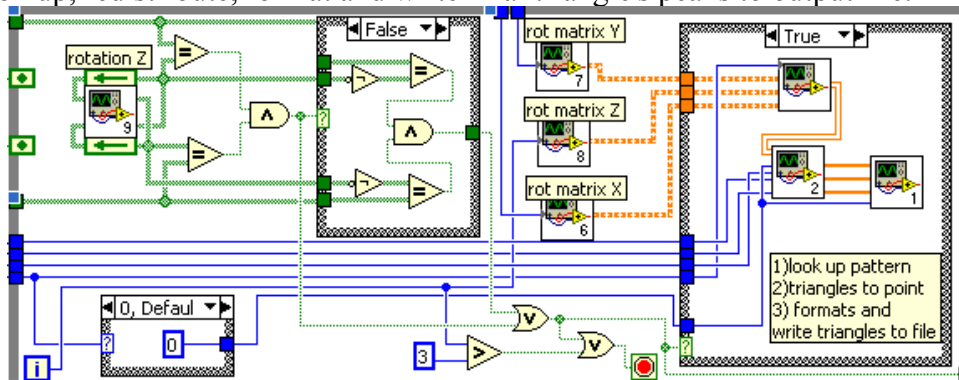 False
True
rot matrix Y
rotation Z
7
9
rot matrix Z
8
2
1
rot matrix X
6
1)look up pattern
2)triangles to point
3) formats and
write triangles to file
0, Defaul
?
?
0
?
3
i